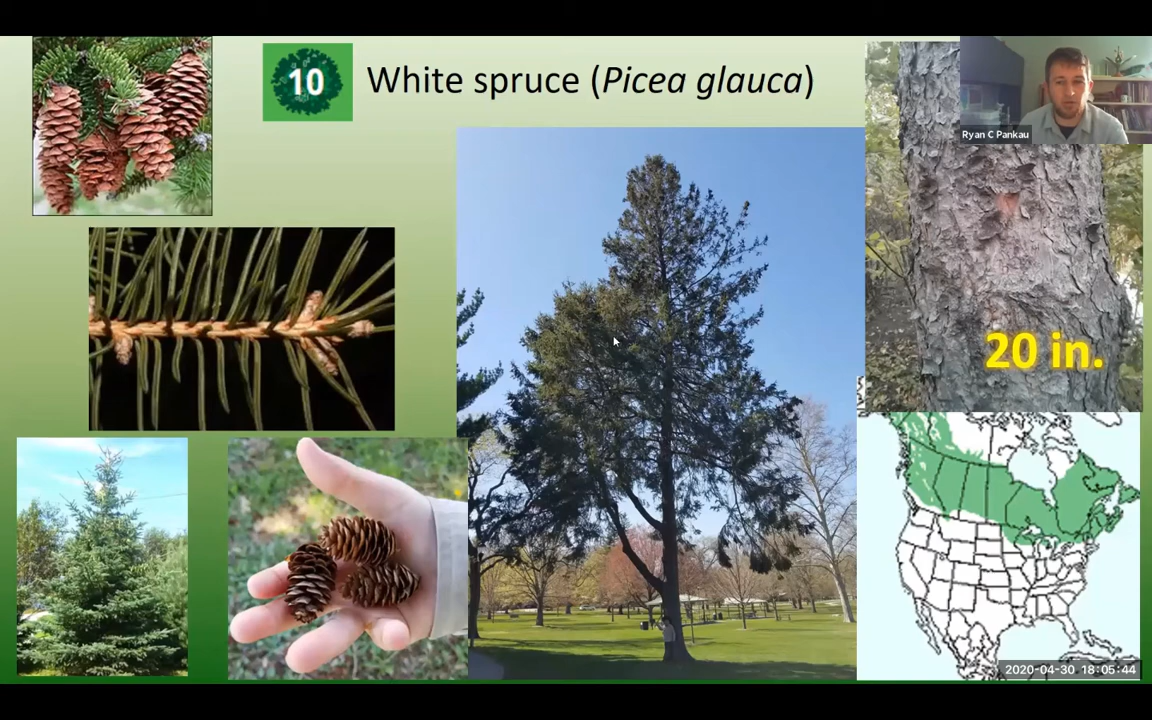 10
White spruce (Picea glauca)
Ryan C Pankau
20 in.
2020-04-30 18:05:44